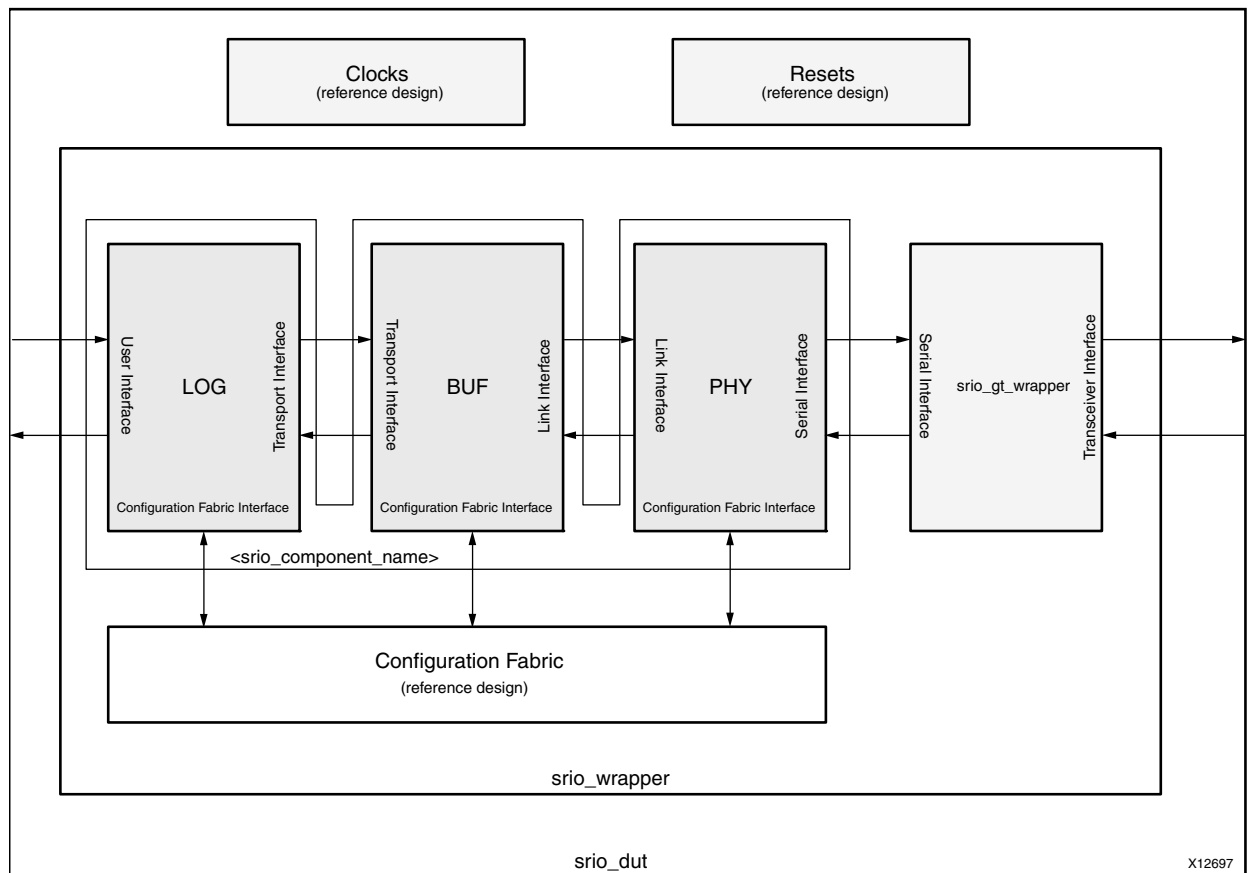 Clocks
(reference design)
Resets
(reference design)
User Interface
LOG
Transport Interface
Configuration Fabric Interface
Transport Interface
BUF
Link Interface
Configuration Fabric Interface
Link Interface
PHY
Serial Interface
Configuration Fabric Interface
Serial Interface
srio_gt_wrapper
Transceiver Interface
<srio_component_name>
Configuration Fabric
(reference design)
srio_wrapper
srio_dut
X12697